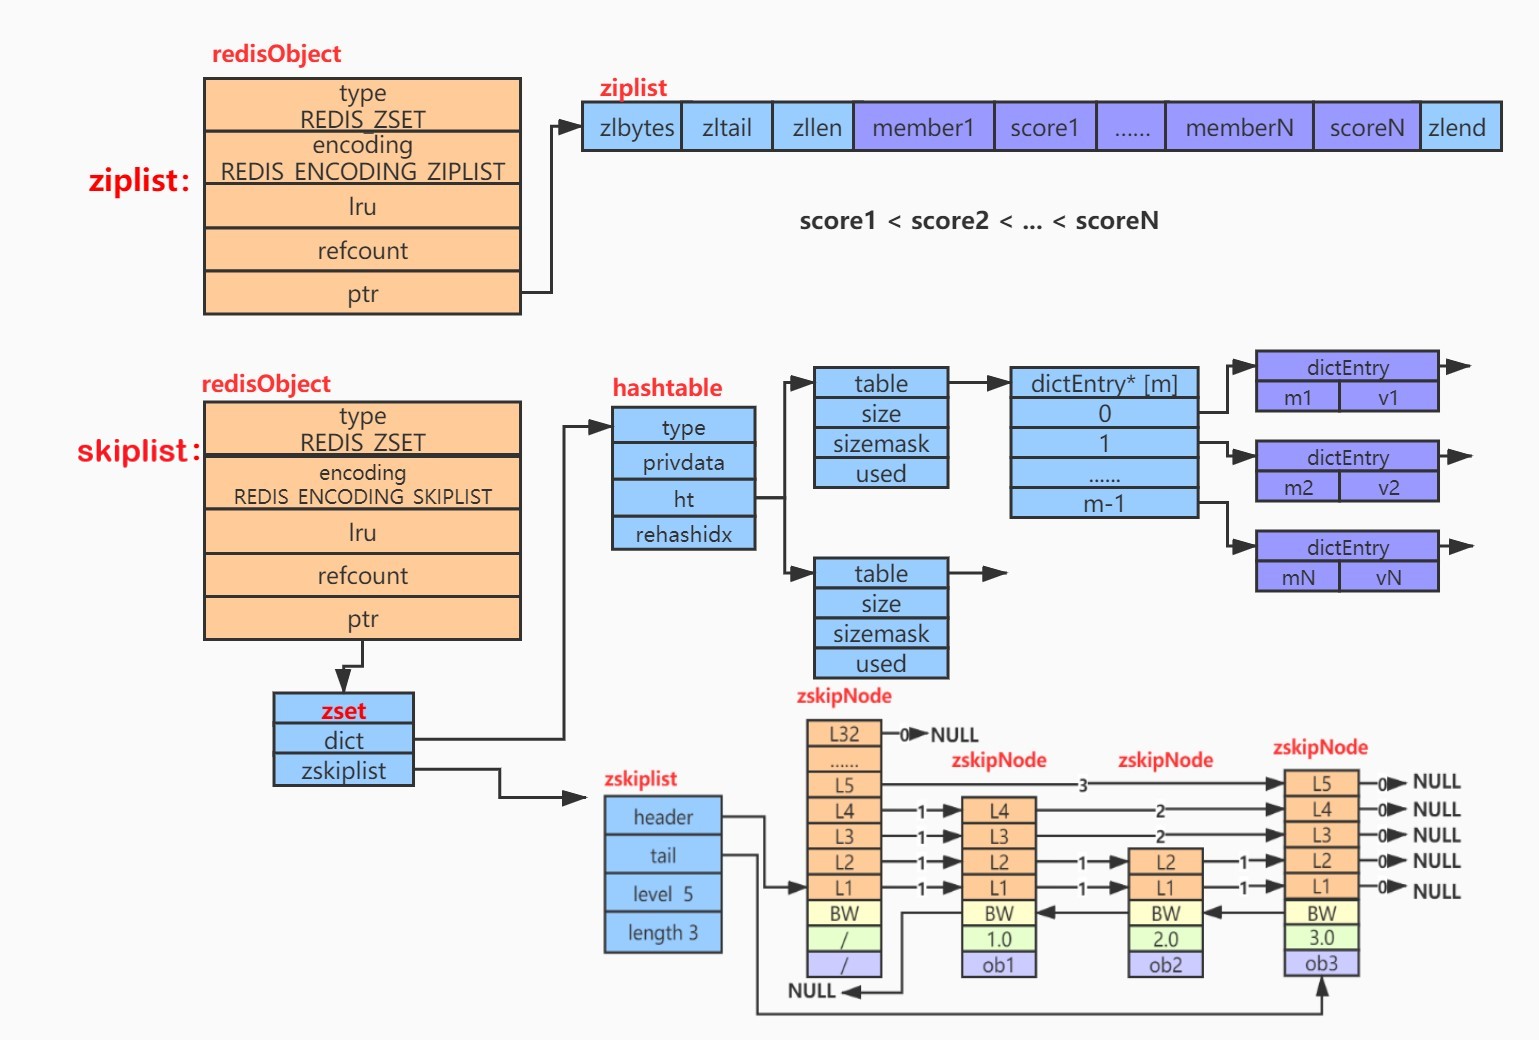 redisObject
type
REDIS_ZSET
encoding
REDIS_ENCODING_ZIPLIST
lru
refcount
ptr
ziplist:
ziplist
zlbytes zltail zllen member1 score1 ...... memberN scoreN zlend
score1 < score2 < ... < scoreN
redisObject
type
REDIS_ZSET
encoding
REDIS_ENCODING_SKIPLIST
lru
refcount
ptr
skiplist:
zset
dict
zskiplist
hashtable
type
privdata
ht
rehashidx
table
size
sizemask
used
table
size
sizemask
used
dictEntry* [m]
0
1
......
m-1
dictEntry
m1 v1
dictEntry
m2 v2
dictEntry
mN vN
zskiplist
header
tail
level 5
length 3
zskipNode
L32 0 NULL
......
zskipNode zskipNode zskipNode
L5 3 L5 0 NULL
L4 1 L4 2 L4 0 NULL
L3 1 L3 2 L3 0 NULL
L2 1 L2 1 L2 1 L2 0 NULL
L1 1 L1 1 L1 1 L1 0 NULL
BW BW BW BW
/ 1.0 2.0 3.0
/ ob1 ob2 ob3
NULL